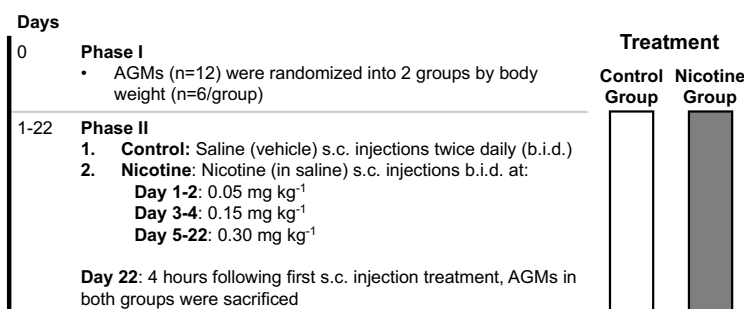 Days
0 Phase I
• AGMs (n=12) were randomized into 2 groups by body
weight (n=6/group)
1-22 Phase II
1. Control: Saline (vehicle) s.c. injections twice daily (b.i.d.)
2. Nicotine: Nicotine (in saline) s.c. injections b.i.d. at:
Day 1-2: 0.05 mg kg⁻¹
Day 3-4: 0.15 mg kg⁻¹
Day 5-22: 0.30 mg kg⁻¹
Day 22: 4 hours following first s.c. injection treatment, AGMs in
both groups were sacrificed
Treatment
Control Nicotine
Group Group